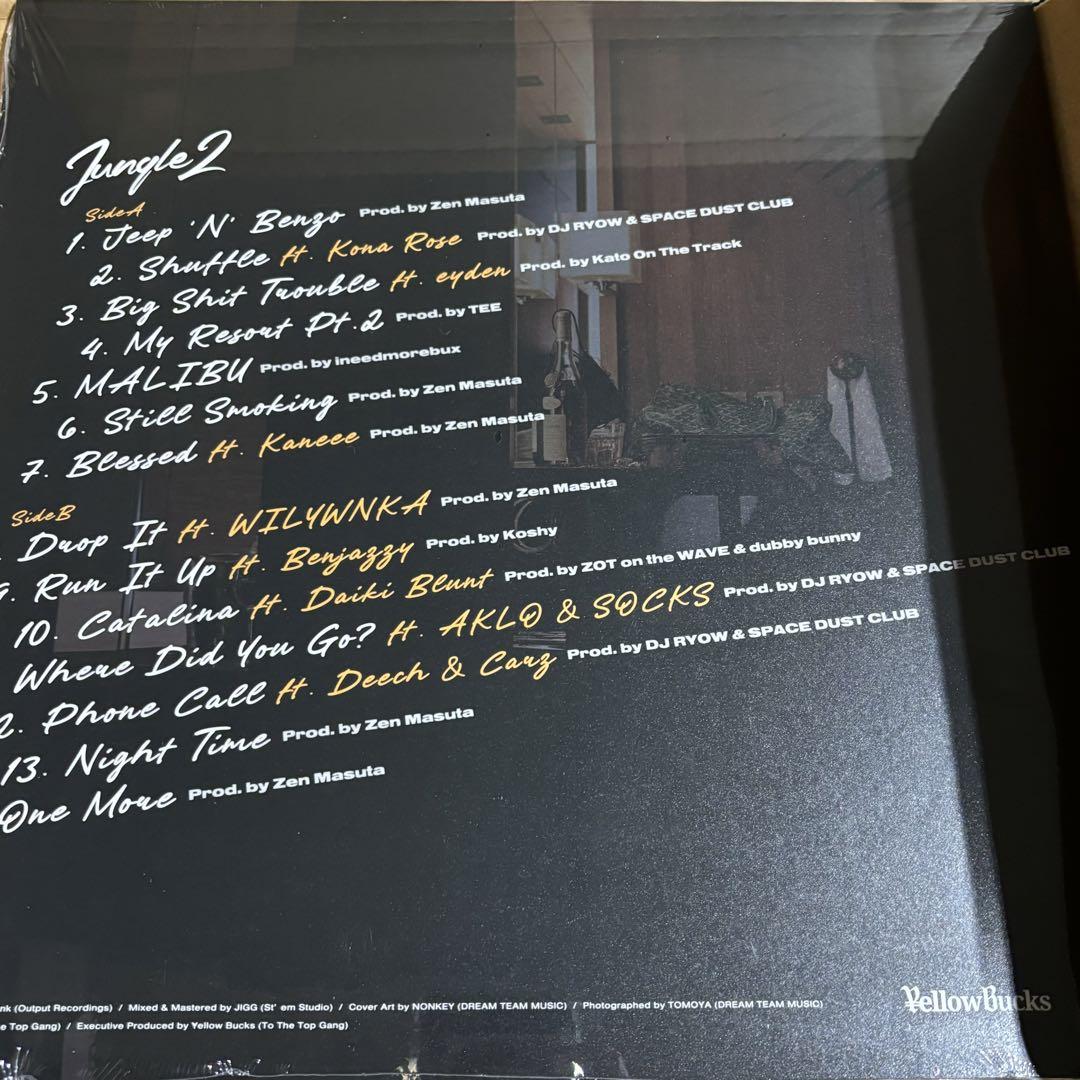 Jungle2
Side A
1. Jeep 'N' Benzo Prod. by Zen Masuta
2. Shuffle ft. Kona Rose Prod. by DJ RYOW & SPACE DUST CLUB
3. Big Shit Trouble ft. eyden Prod. by Kato On The Track
4. My Resort Pt.2 Prod. by TEE
5. MALIBU Prod. by ineedmorebux
6. Still Smoking Prod. by Zen Masuta
7. Blessed ft. Kaneee Prod. by Zen Masuta
Side B
Drop It ft. WILYWNKA Prod. by Zen Masuta
9. Run It Up ft. Benjazzy Prod. by Koshy
10. Catalina ft. Daiki Blunt Prod. by ZOT on the WAVE & dubby bunny
Where Did You Go? ft. AKLO & SOCKS Prod. by DJ RYOW & SPACE DUST CLUB
2. Phone Call ft. Deech & Carz Prod. by DJ RYOW & SPACE DUST CLUB
13. Night Time Prod. by Zen Masuta
One More Prod. by Zen Masuta
nk (Output Recordings) / Mixed & Mastered by JIGG (St' em Studio) / Cover Art by NONKEY (DREAM TEAM MUSIC) / Photographed by TOMOYA (DREAM TEAM MUSIC)
e Top Gang) / Executive Produced by Yellow Bucks (To The Top Gang)
¥ellowBucks